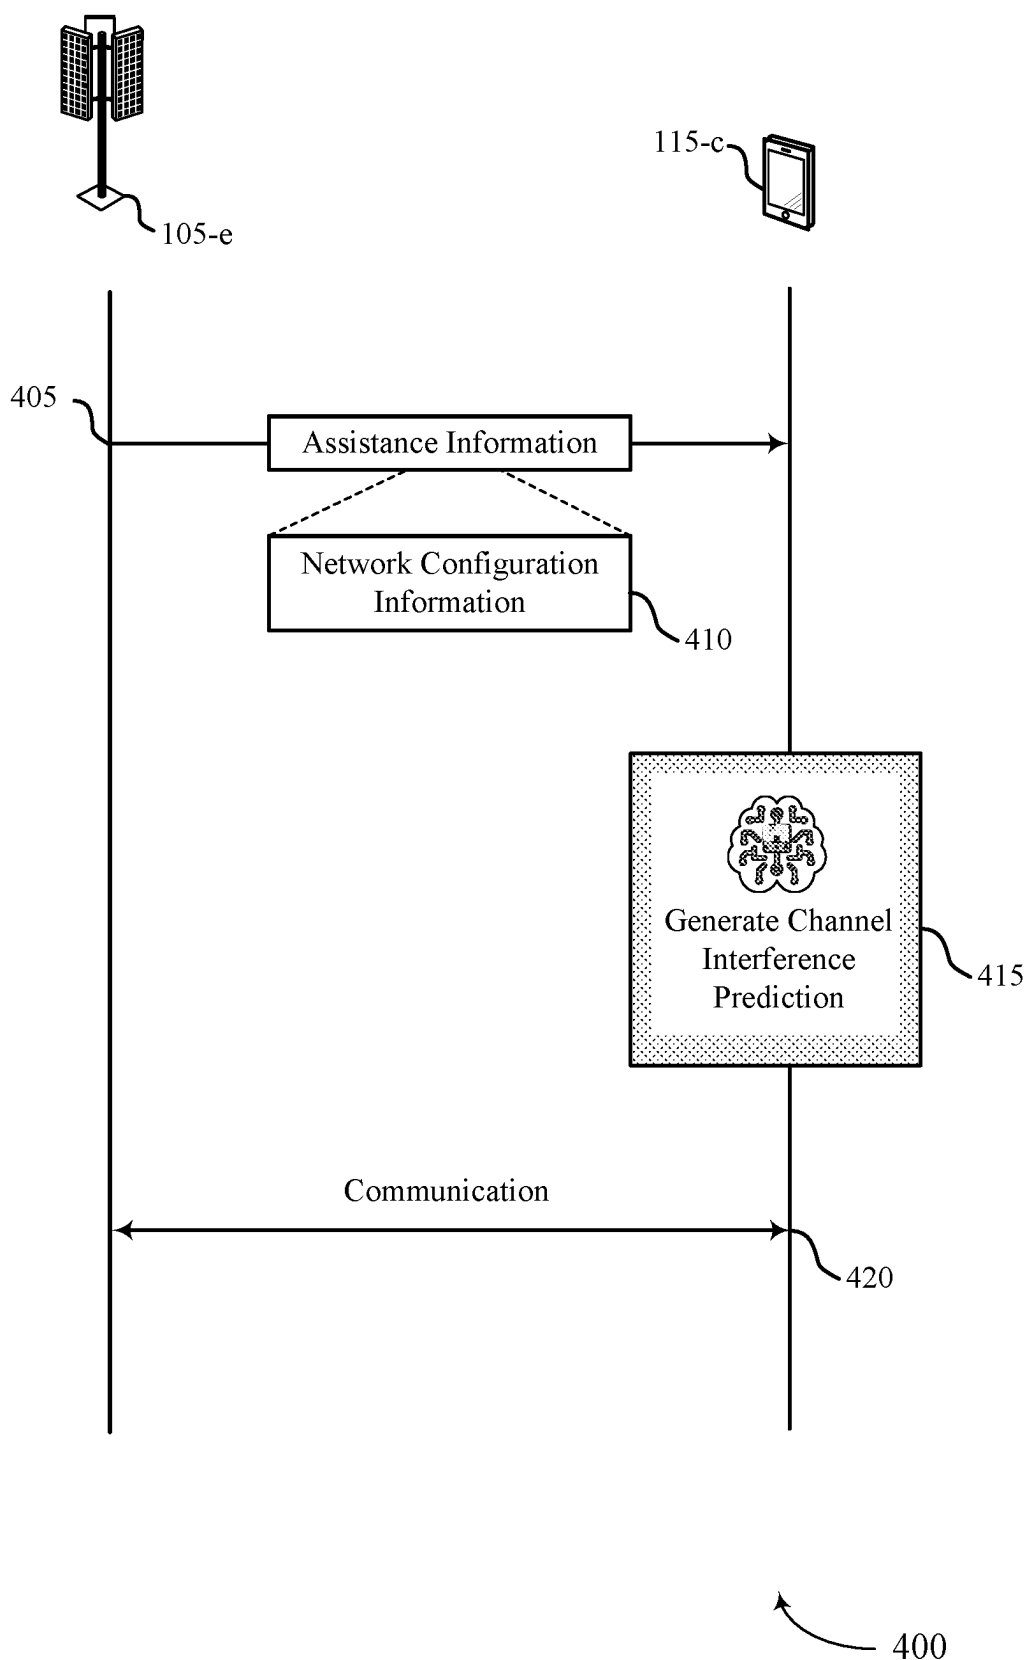 115-c
105-e
405
Assistance Information
Network Configuration
Information
410
Generate Channel
Interference
Prediction
415
Communication
420
400